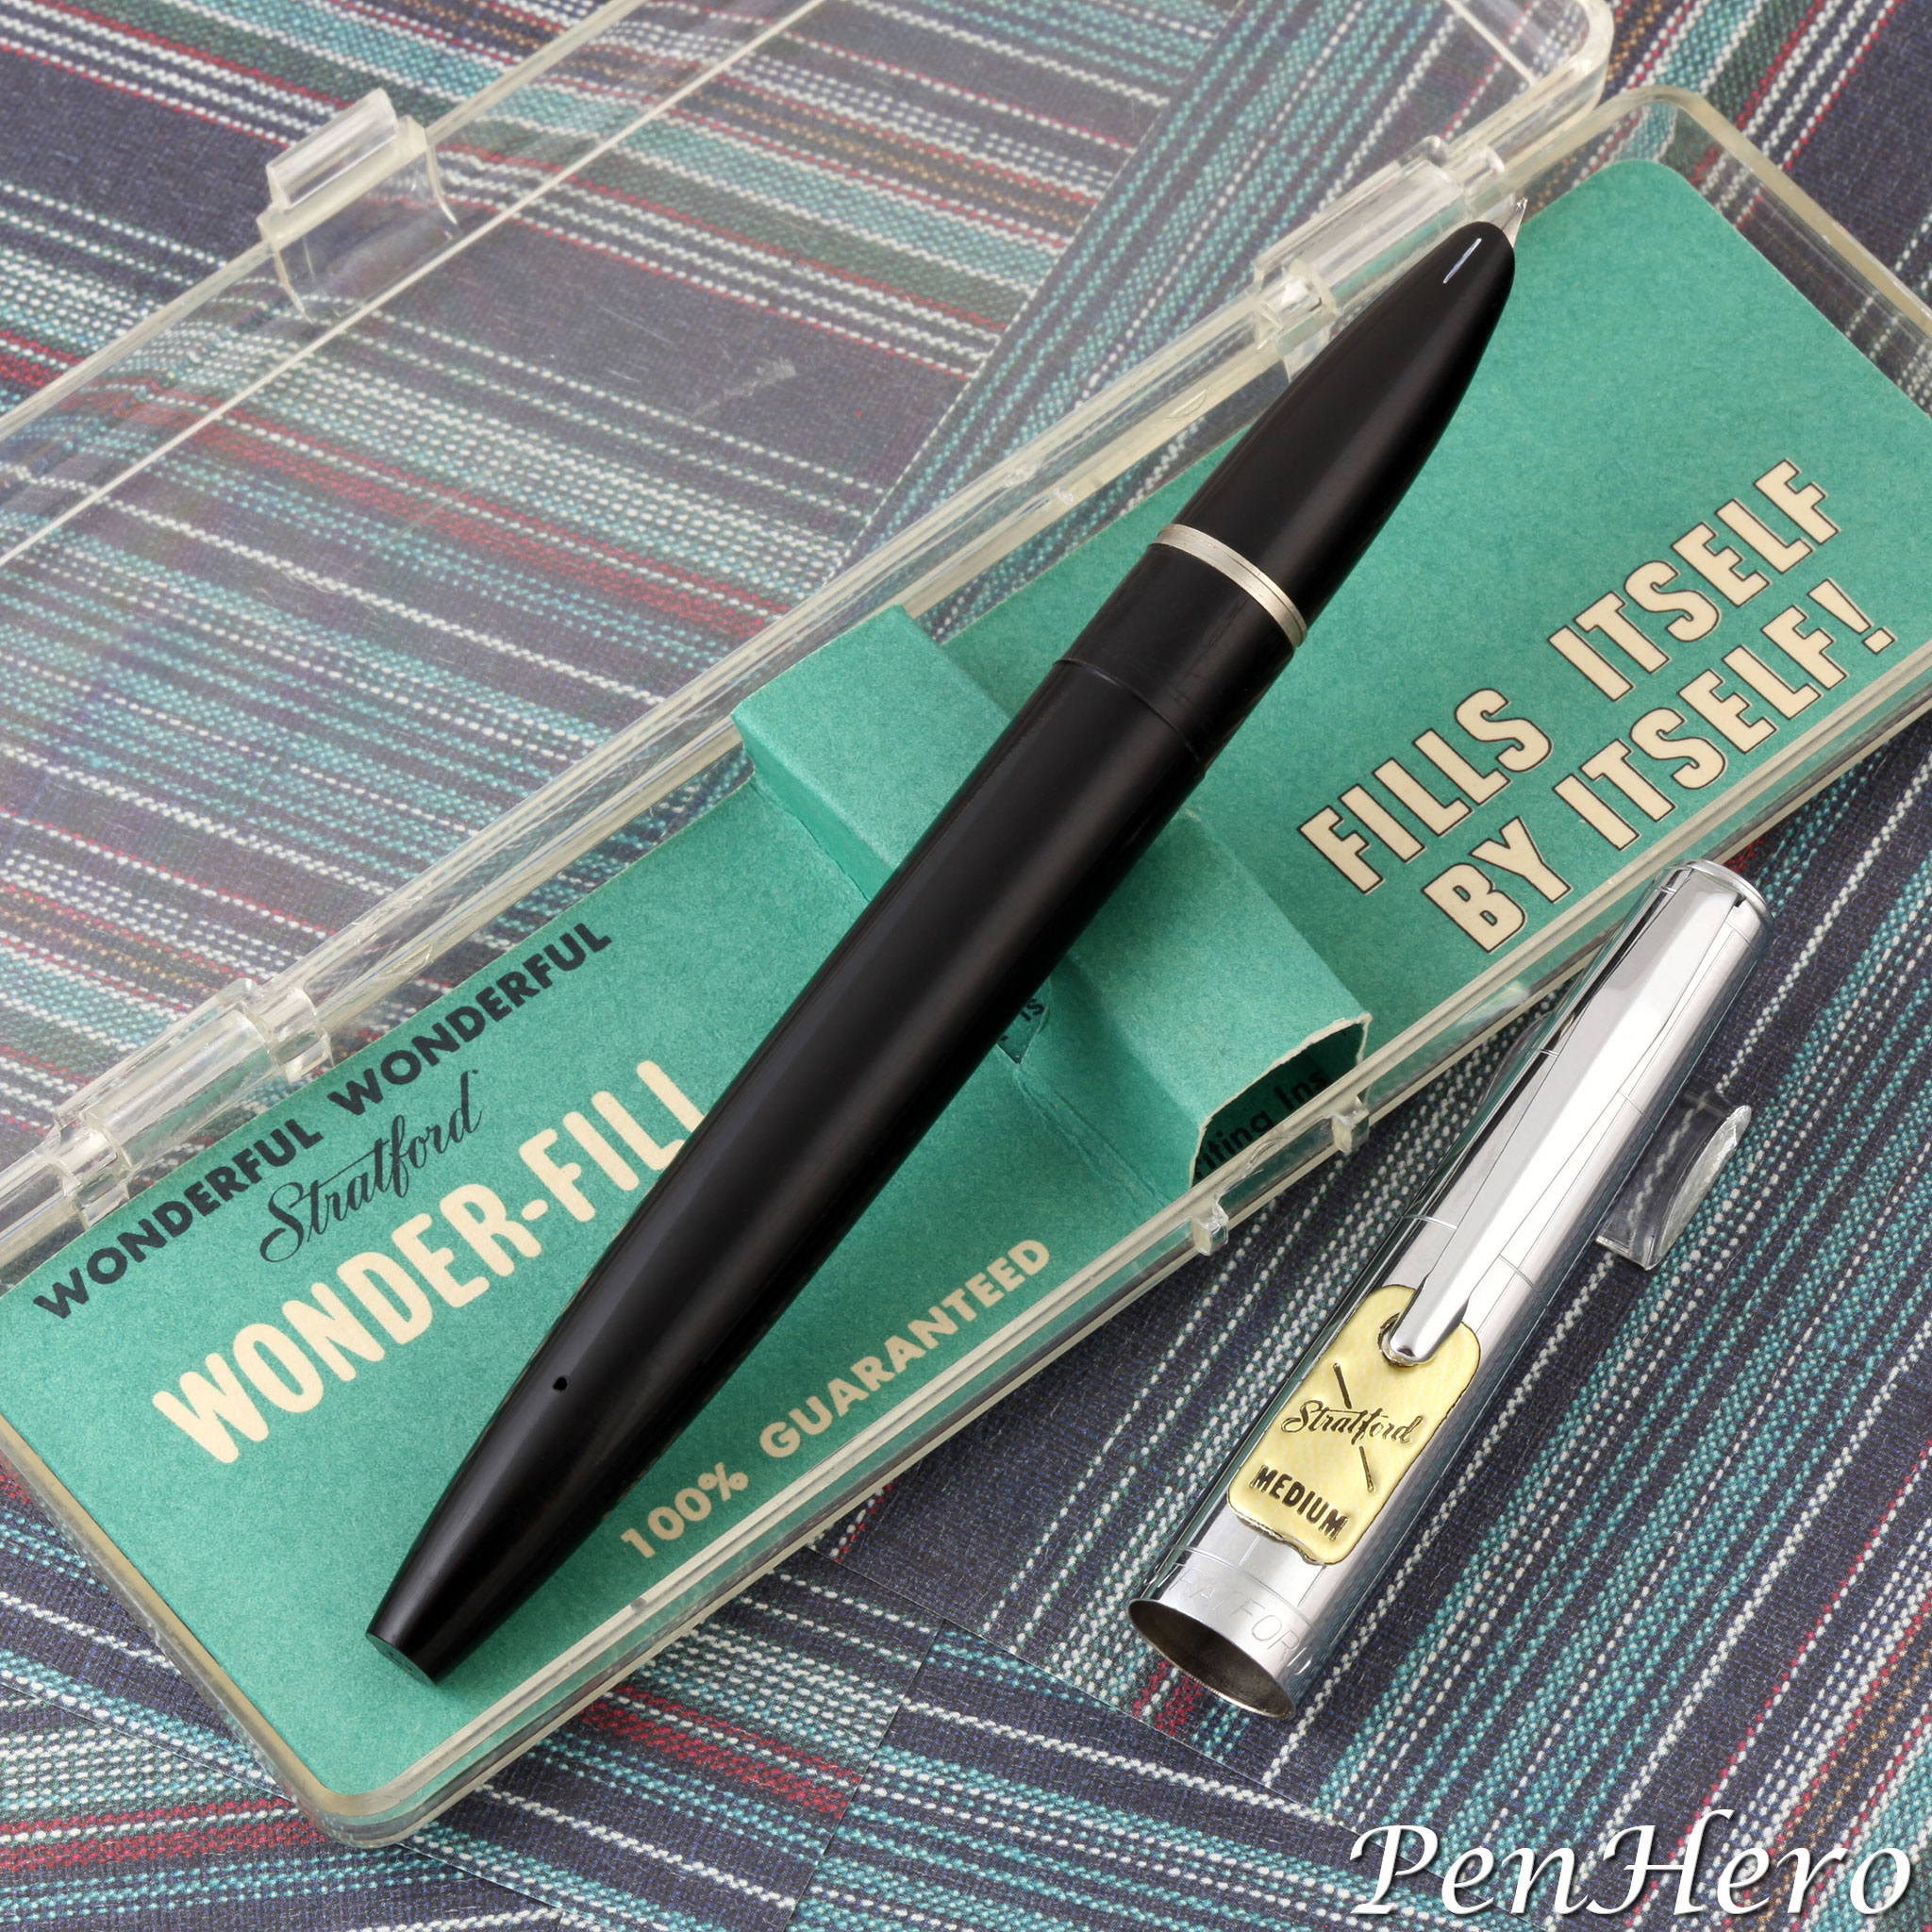 WONDERFUL WONDERFUL
Stratford
WONDER-FILL
100% GUARANTEED
FILLS ITSELF
BY ITSELF!
Stratford
MEDIUM
PenHero